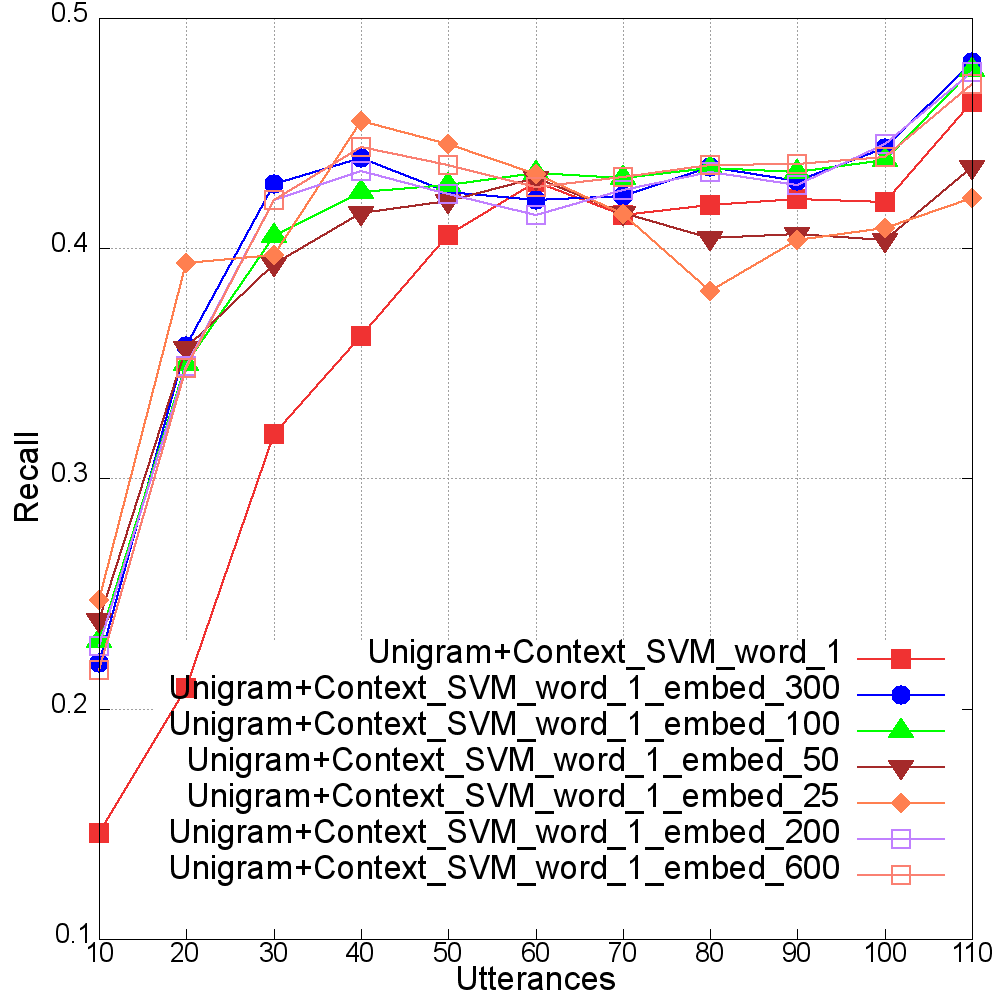 0.5
0.4
0.3
0.2
0.1
Recall
Unigram+Context_SVM_word_1
Unigram+Context_SVM_word_1_embed_300
Unigram+Context_SVM_word_1_embed_100
Unigram+Context_SVM_word_1_embed_50
Unigram+Context_SVM_word_1_embed_25
Unigram+Context_SVM_word_1_embed_200
Unigram+Context_SVM_word_1_embed_600
10 20 30 40 50 60 70 80 90 100 110
Utterances